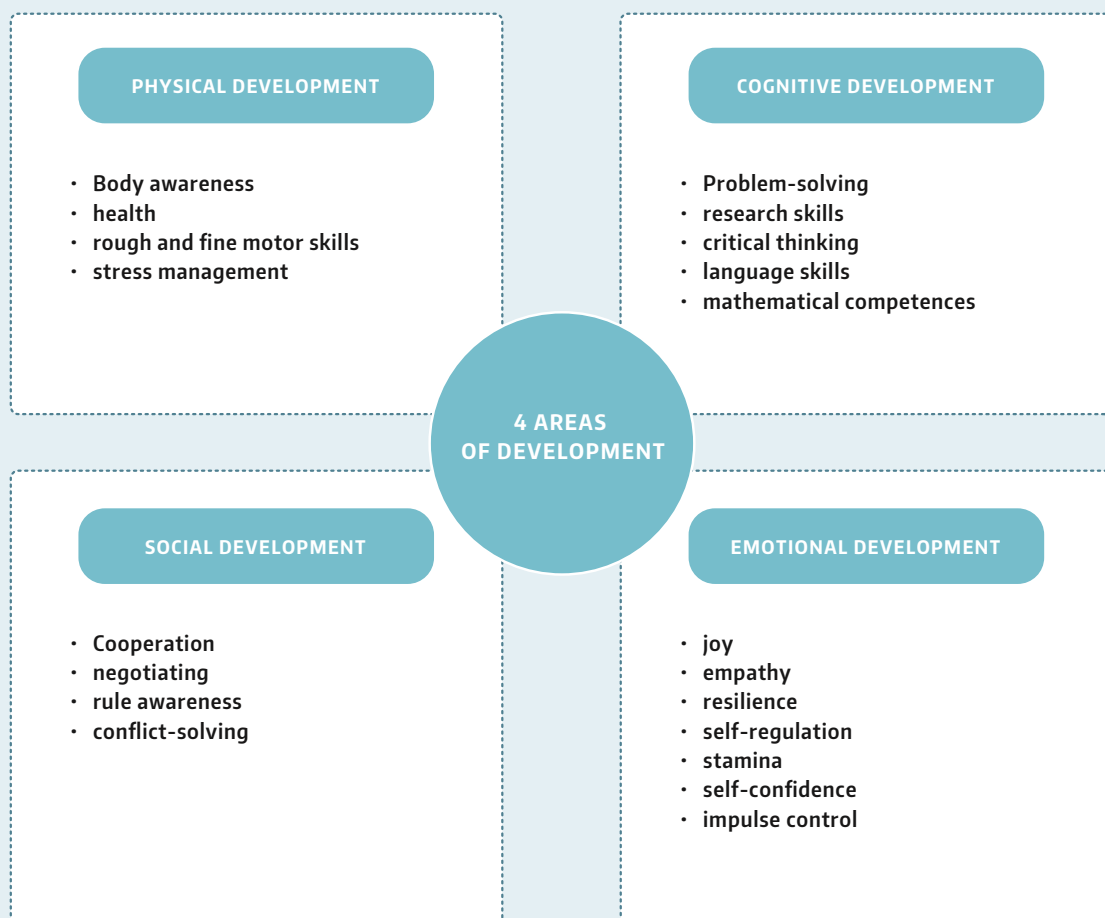 PHYSICAL DEVELOPMENT
• Body awareness
• health
• rough and fine motor skills
• stress management
COGNITIVE DEVELOPMENT
• Problem-solving
• research skills
• critical thinking
• language skills
• mathematical competences
4 AREAS
OF DEVELOPMENT
SOCIAL DEVELOPMENT
• Cooperation
• negotiating
• rule awareness
• conflict-solving
EMOTIONAL DEVELOPMENT
• joy
• empathy
• resilience
• self-regulation
• stamina
• self-confidence
• impulse control